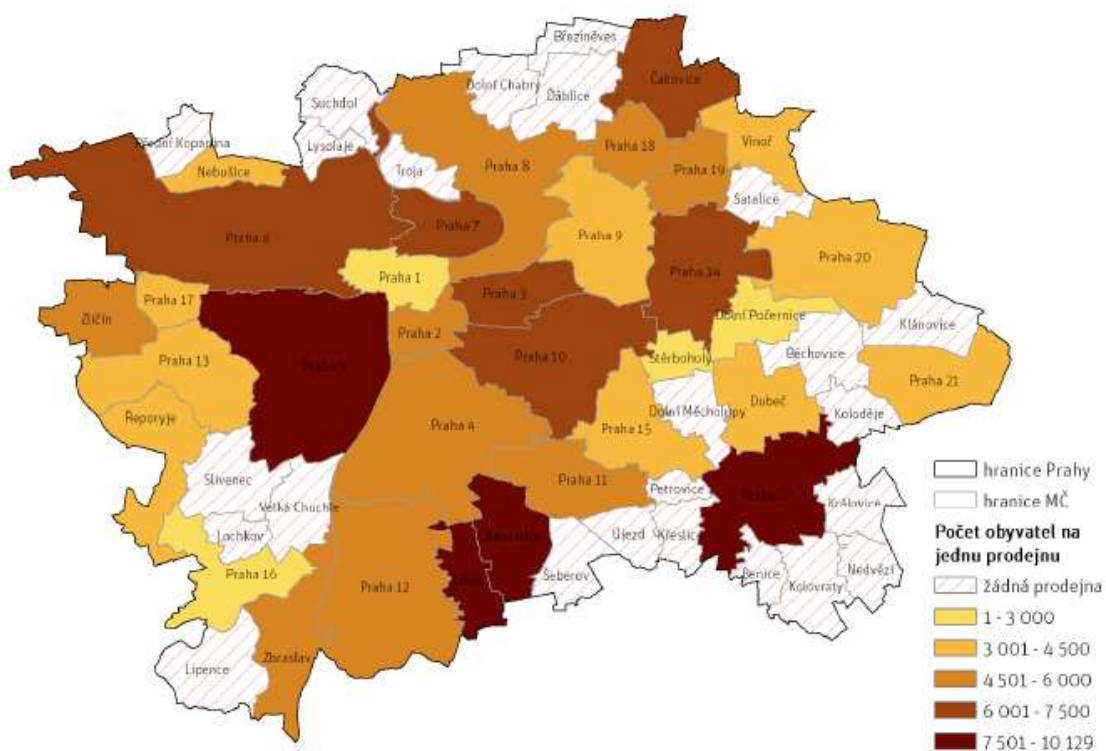 Březiněves
Čakovice
Dolní Chabry
Ďáblice
Suchdol
Přední Kopanina
Lysolaje
Praha 18
Vinoř
Nebušice
Troja
Praha 8
Praha 19
Satalice
Praha 6
Praha 7
Praha 9
Praha 20
Praha 1
Praha 14
Praha 17
Praha 3
Zličín
Praha 2
Dolní Počernice
Klánovice
Praha 13
Praha 5
Praha 10
Štěrboholy
Běchovice
Praha 21
Řeporyje
Praha 4
Praha 15
Dolní Měcholupy
Dubeč
Koloděje
Slivenec
Praha 11
Petrovice
Praha 22
Velká Chuchle
Královice
Lochkov
Újezd
Křeslice
Praha 16
Praha 12
Šeberov
Benice
Kolovraty
Nedvězí
Lipence
Zbraslav
hranice Prahy
hranice MČ
Počet obyvatel na
jednu prodejnu
žádná prodejna
1 - 3 000
3 001 - 4 500
4 501 - 6 000
6 001 - 7 500
7 501 - 10 129